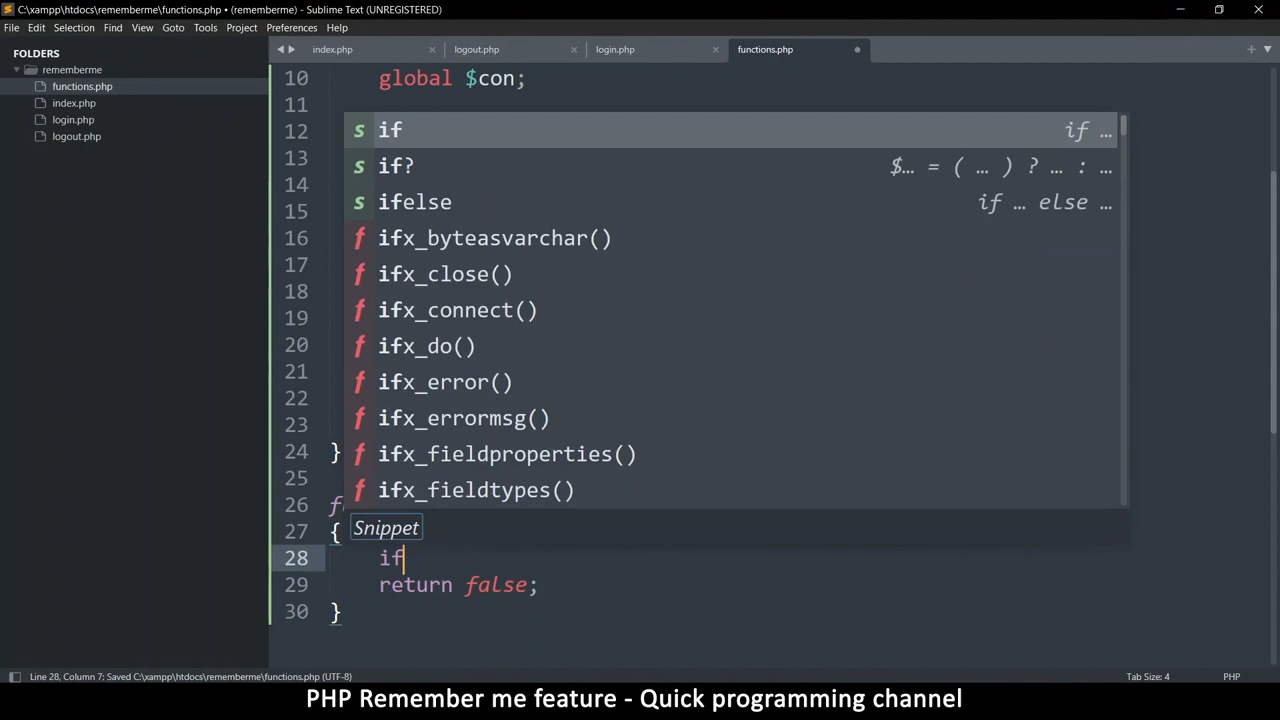 C:\xampp\htdocs\rememberme\functions.php • (rememberme) - Sublime Text (UNREGISTERED)
File Edit Selection Find View Goto Tools Project Preferences Help
FOLDERS
rememberme
functions.php
index.php
login.php
logout.php
index.php × logout.php × login.php × functions.php
10 global $con;
11
12
13
14
15
16
17
18
19
20
21
22
23
24 }
25
26
27 {
28 if
29 return false;
30 }
s if if …
s if? $… = ( … ) ? … : …
s ifelse if … else …
f ifx_byteasvarchar()
f ifx_close()
f ifx_connect()
f ifx_do()
f ifx_error()
f ifx_errormsg()
f ifx_fieldproperties()
f ifx_fieldtypes()
Snippet
Line 28, Column 7; Saved C:\xampp\htdocs\rememberme\functions.php (UTF-8) Tab Size: 4 PHP
PHP Remember me feature - Quick programming channel